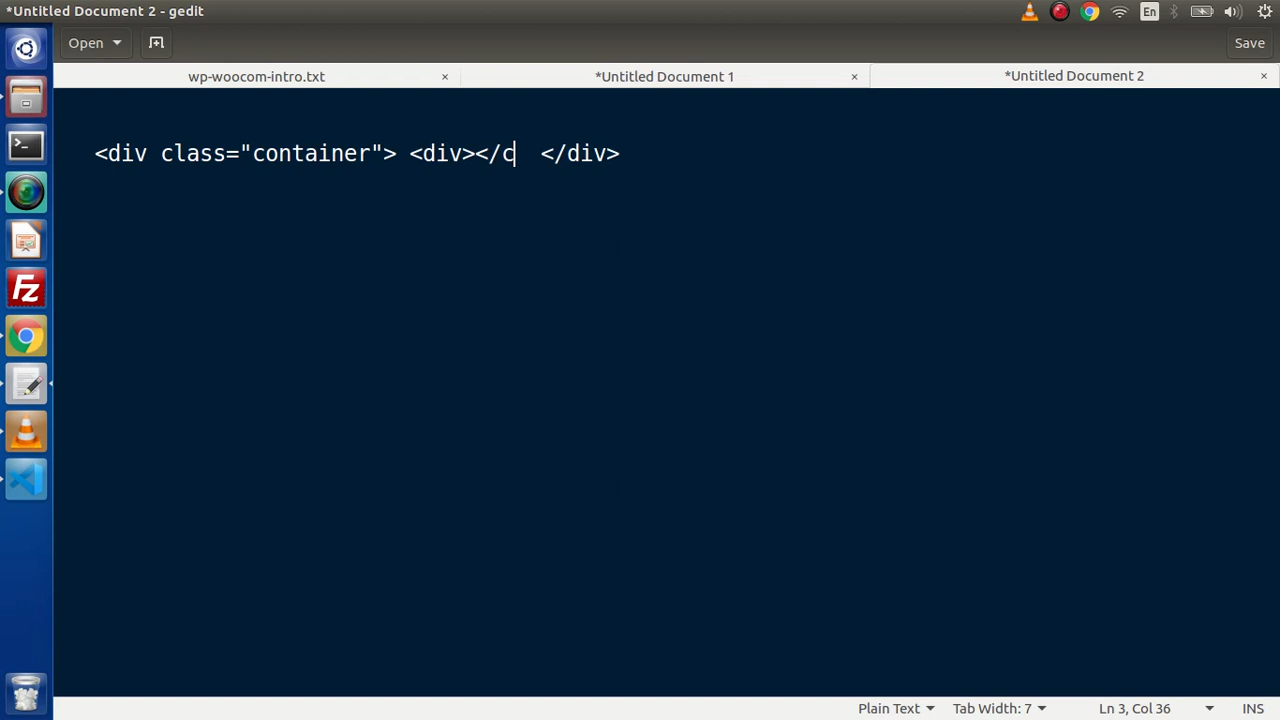 *Untitled Document 2 - gedit
En
Open
Save
wp-woocom-intro.txt ×
*Untitled Document 1 ×
*Untitled Document 2 ×
<div class="container"> <div></c  </div>
Fz
Plain Text
Tab Width: 7
Ln 3, Col 36
INS